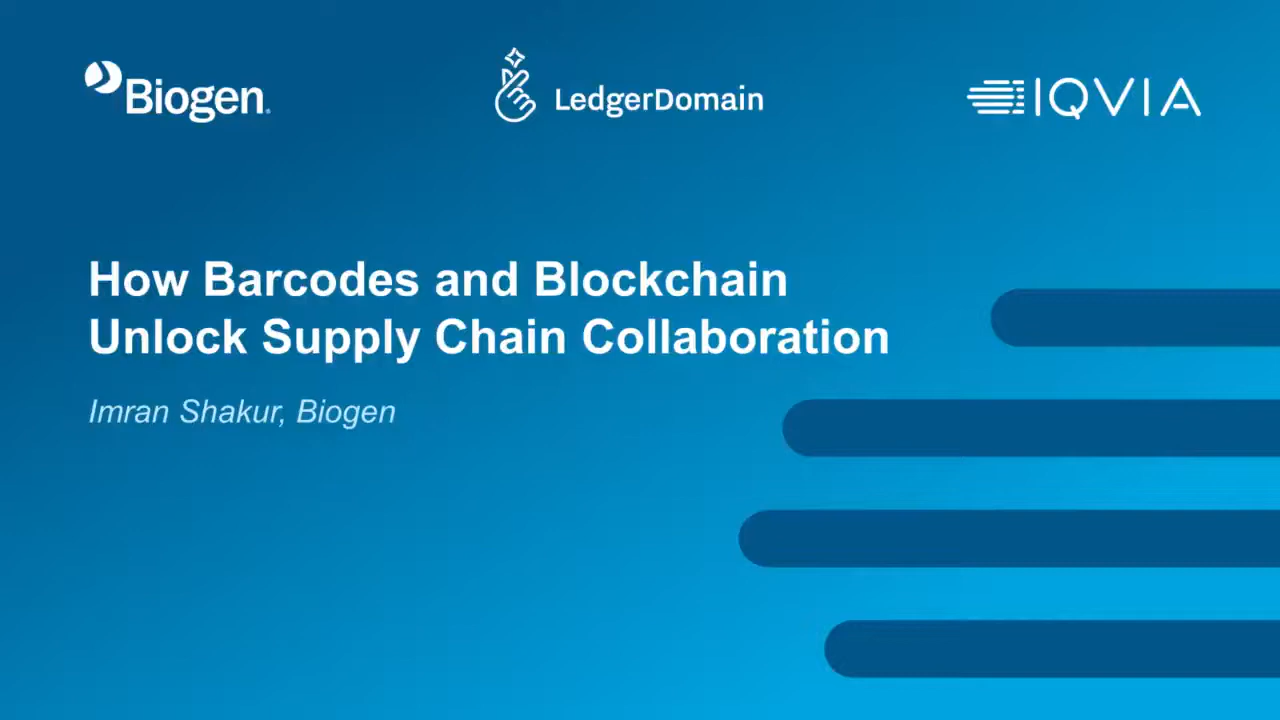 Biogen.
LedgerDomain
IQVIA
How Barcodes and Blockchain
Unlock Supply Chain Collaboration
Imran Shakur, Biogen